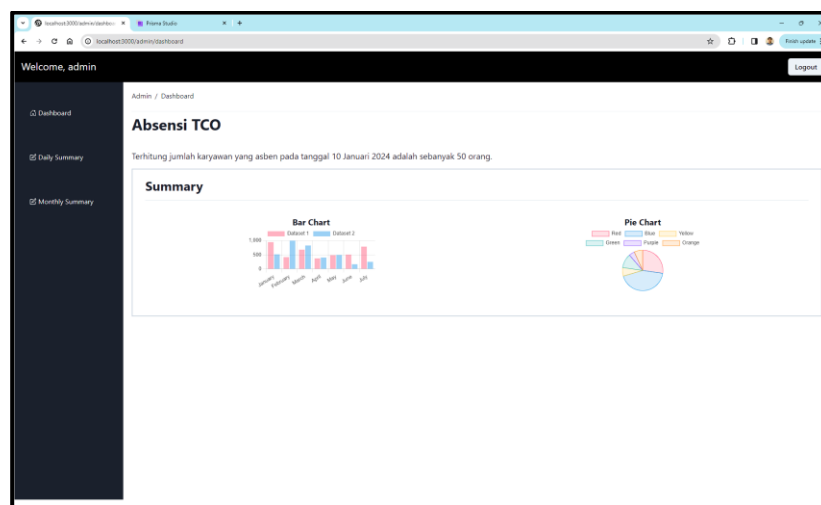 localhost:3000/admin/dashboard
Prisma Studio
localhost:3000/admin/dashboard
Finish update
Welcome, admin
Logout
Admin / Dashboard
Dashboard
Absensi TCO
Daily Summary
Terhitung jumlah karyawan yang asben pada tanggal 10 Januari 2024 adalah sebanyak 50 orang.
Summary
Monthly Summary
Bar Chart
Dataset 1 Dataset 2
1,000
500
0
January February March April May June July
Pie Chart
Red Blue Yellow
Green Purple Orange